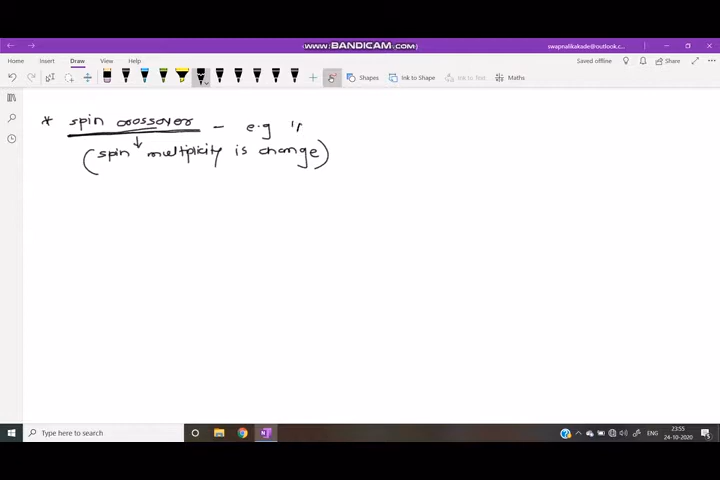 www.BANDICAM.com
swapnalikakade@outlook.c...
Home Insert Draw View Help
Saved offline Share
Shapes Ink to Shape Ink to Text Maths
* spin crossover - e.g
(spin multiplicity is change)
Type here to search
ENG
23:55
24-10-2020